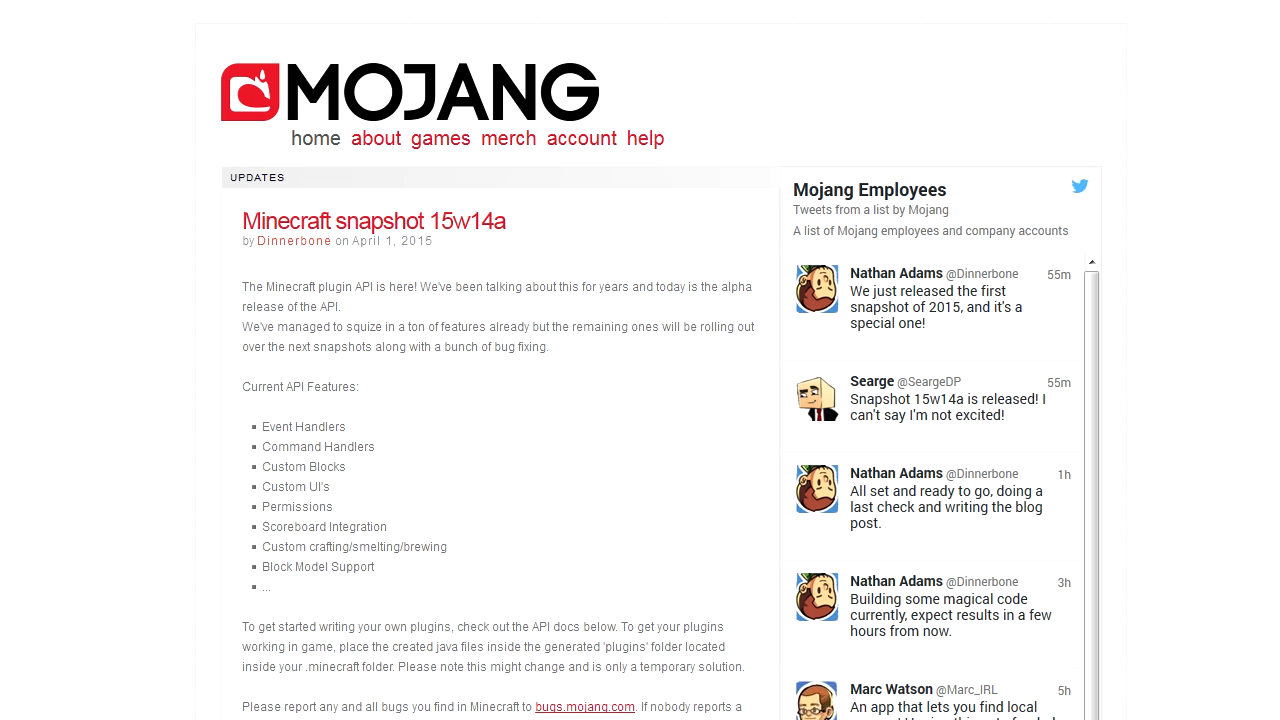 MOJANG
home about games merch account help
UPDATES
Minecraft snapshot 15w14a
by Dinnerbone on April 1, 2015
The Minecraft plugin API is here! We've been talking about this for years and today is the alpha
release of the API.
We've managed to squize in a ton of features already but the remaining ones will be rolling out
over the next snapshots along with a bunch of bug fixing.
Current API Features:
Event Handlers
Command Handlers
Custom Blocks
Custom UI's
Permissions
Scoreboard Integration
Custom crafting/smelting/brewing
Block Model Support
...
To get started writing your own plugins, check out the API docs below. To get your plugins
working in game, place the created java files inside the generated 'plugins' folder located
inside your .minecraft folder. Please note this might change and is only a temporary solution.
Please report any and all bugs you find in Minecraft to bugs.mojang.com. If nobody reports a
Mojang Employees
Tweets from a list by Mojang
A list of Mojang employees and company accounts
Nathan Adams @Dinnerbone 55m
We just released the first
snapshot of 2015, and it's a
special one!
Searge @SeargeDP 55m
Snapshot 15w14a is released! I
can't say I'm not excited!
Nathan Adams @Dinnerbone 1h
All set and ready to go, doing a
last check and writing the blog
post.
Nathan Adams @Dinnerbone 3h
Building some magical code
currently, expect results in a few
hours from now.
Marc Watson @Marc_IRL 5h
An app that lets you find local